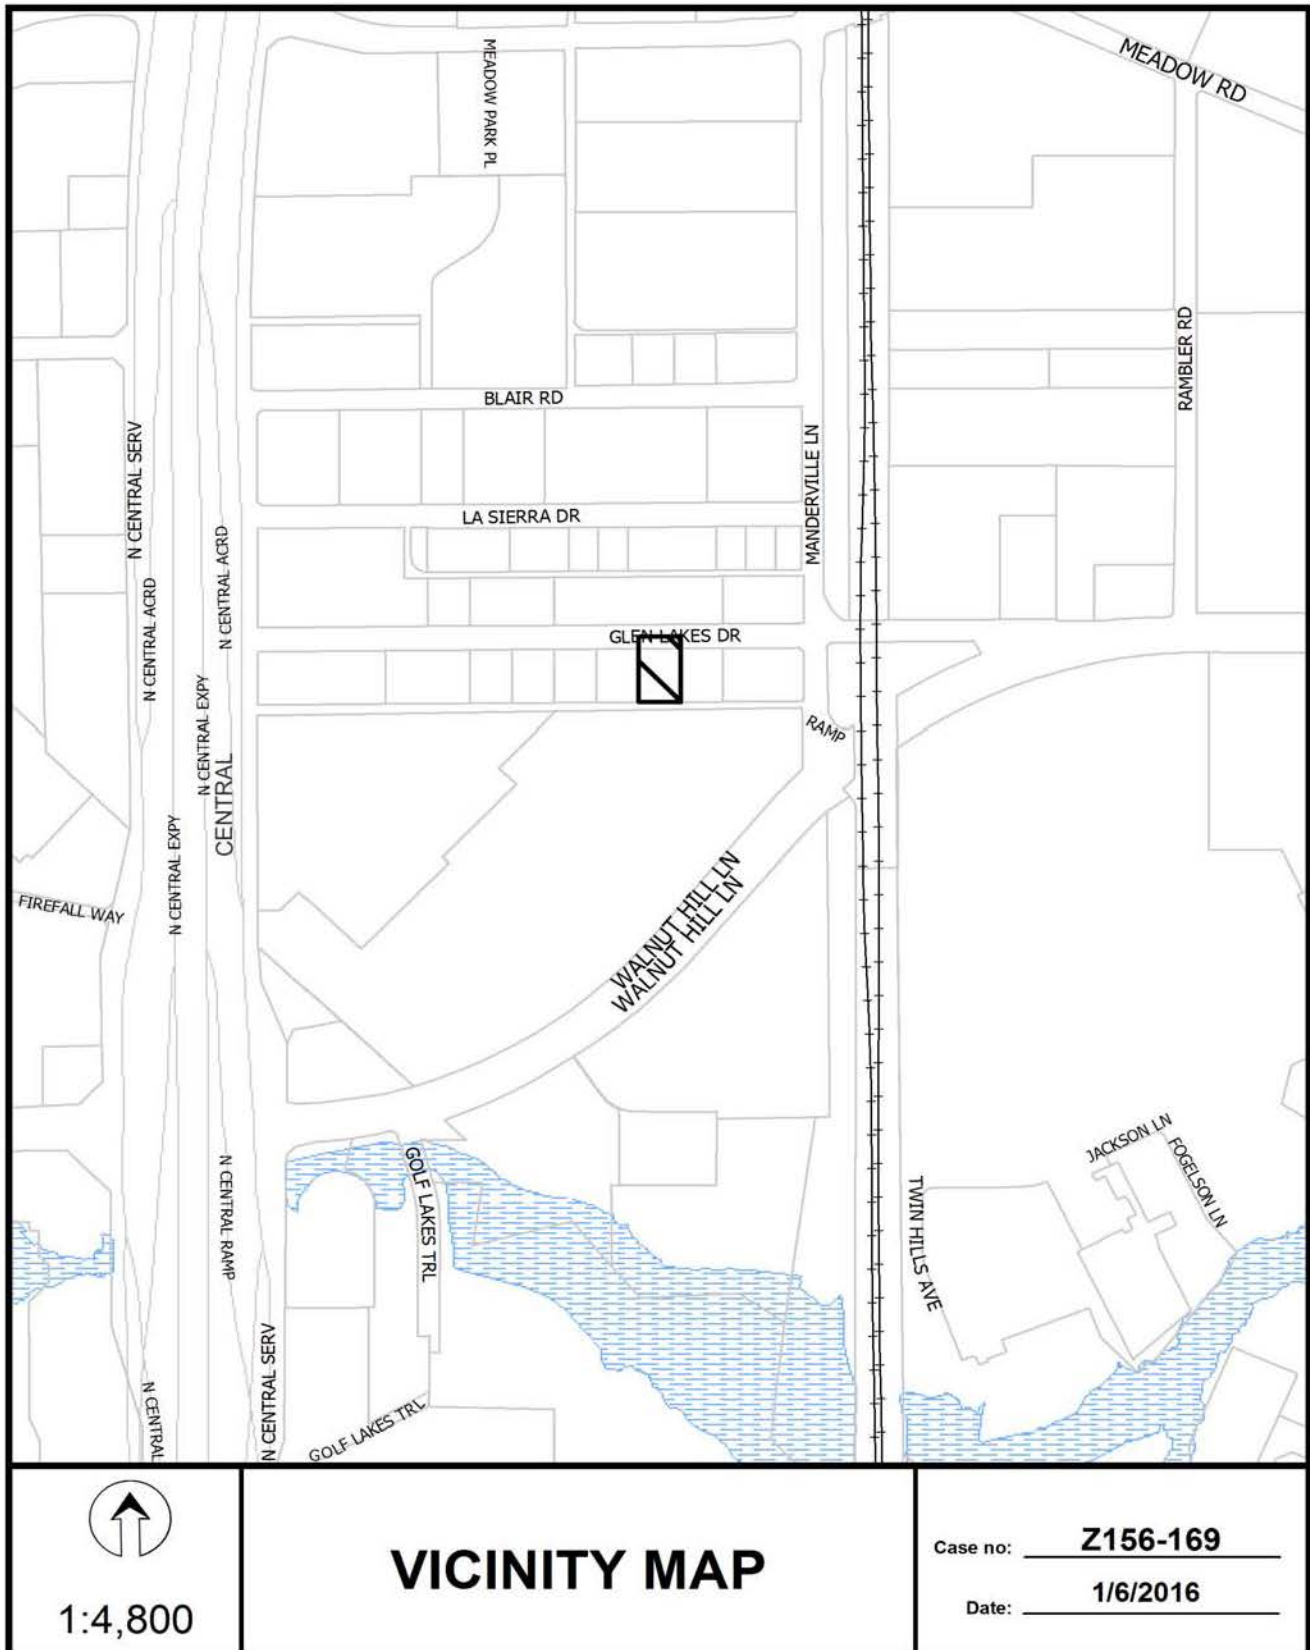 MEADOW RD
MEADOW PARK PL
RAMBLER RD
BLAIR RD
MANDERVILLE LN
N CENTRAL SERV
LA SIERRA DR
N CENTRAL ACRD
N CENTRAL ACRD
GLEN LAKES DR
N CENTRAL EXPY
RAMP
CENTRAL
N CENTRAL EXPY
WALNUT HILL LN
WALNUT HILL LN
FIREFALL WAY
JACKSON LN
FOGELSON LN
GOLF LAKES TRL
N CENTRAL RAMP
TWIN HILLS AVE
N CENTRAL SERV
N CENTRAL
GOLF LAKES TRL
1:4,800
VICINITY MAP
Case no: Z156-169
Date: 1/6/2016